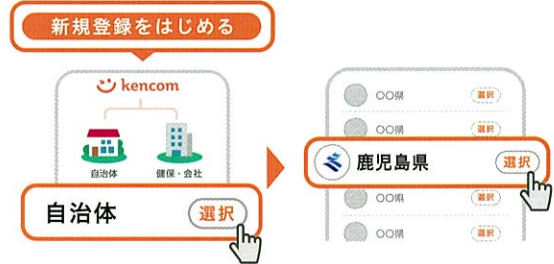 新規登録をはじめる
kencom
自治体
健保・会社
自治体
選択
○○県
選択
○○県
選択
鹿児島県
選択
○○県
選択
○○県
選択